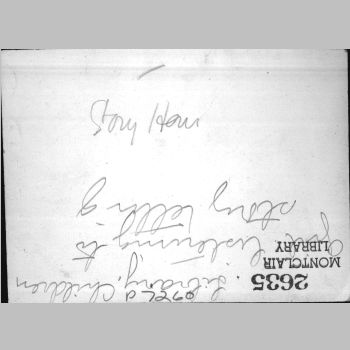 Story Hour
2635
MONTCLAIR
LIBRARY
Library, Children
listening to
story telling